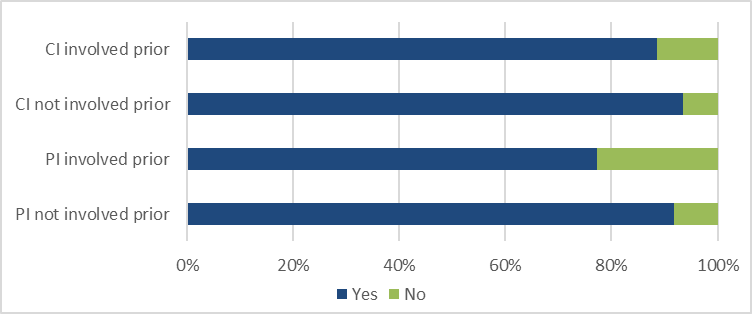 CI involved prior
CI not involved prior
PI involved prior
PI not involved prior
0% 20% 40% 60% 80% 100%
Yes No